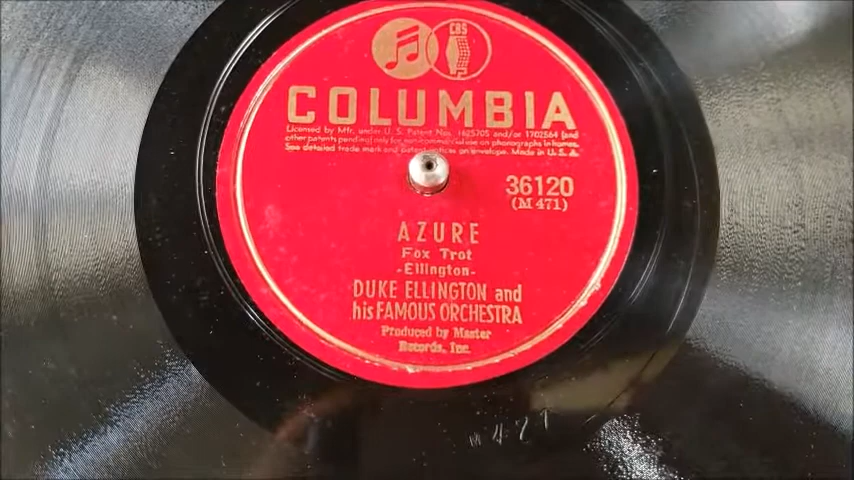 CBS
COLUMBIA
Licensed by Mfr. under U. S. Patent Nos. 1625705 and/or 1702564 (and
other patents pending) only for non-commercial use on phonographs in homes.
See detailed trade mark and patent notices on envelope. Made in U. S. A.
36120
(M 471)
AZURE
Fox Trot
-Ellington-
DUKE ELLINGTON and
his FAMOUS ORCHESTRA
Produced by Master
Records, Inc.
M 471